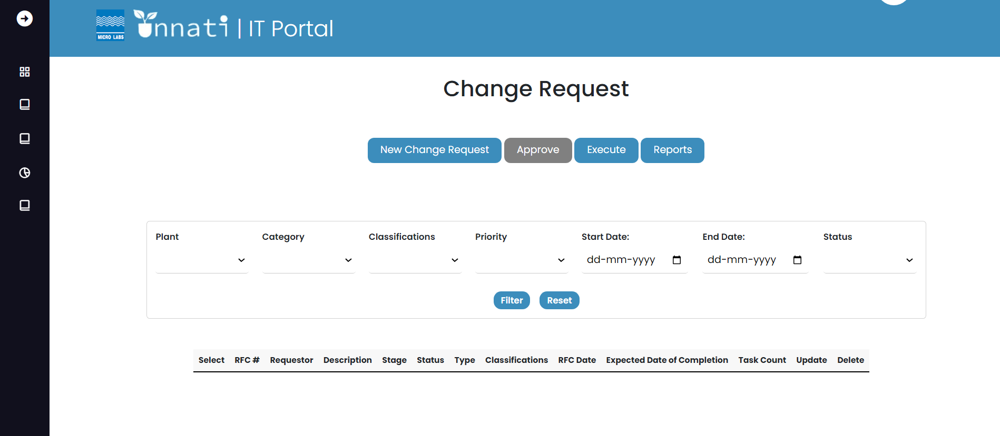 MICRO LABS
unnati | IT Portal
Change Request
New Change Request Approve Execute Reports
Plant Category Classifications Priority Start Date: End Date: Status
dd-mm-yyyy dd-mm-yyyy
Filter Reset
Select RFC # Requestor Description Stage Status Type Classifications RFC Date Expected Date of Completion Task Count Update Delete